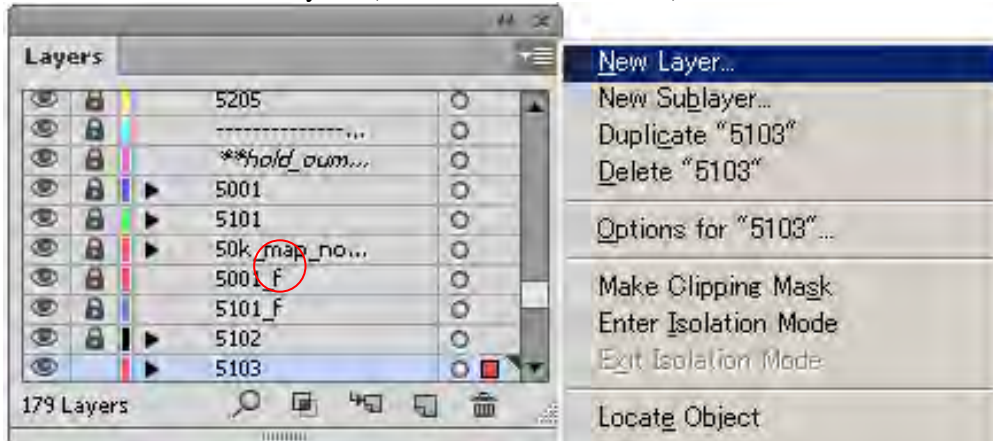 Layers
5205
--------------...
**hold_oum...
5001
5101
50k_map_no...
5001_f
5101_f
5102
5103
179 Layers
New Layer...
New Sublayer...
Duplicate "5103"
Delete "5103"
Options for "5103"...
Make Clipping Mask
Enter Isolation Mode
Exit Isolation Mode
Locate Object